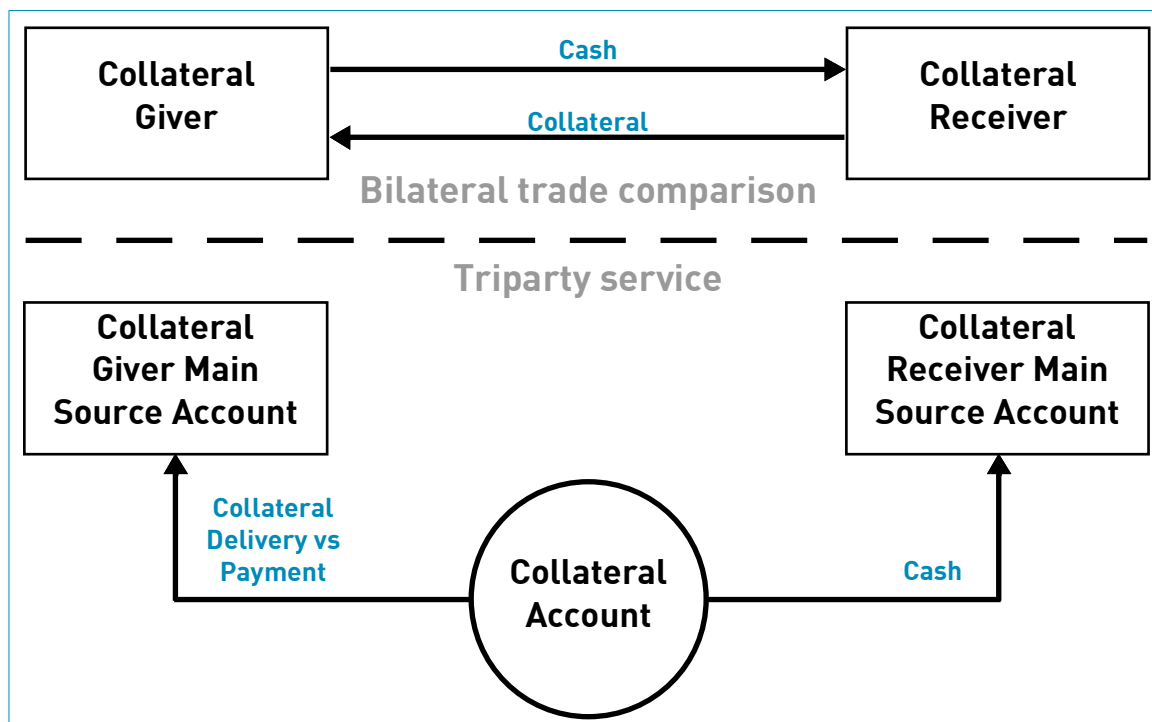 Collateral
Giver
Cash
Collateral
Collateral
Receiver
Bilateral trade comparison
Triparty service
Collateral
Giver Main
Source Account
Collateral
Receiver Main
Source Account
Collateral
Delivery vs
Payment
Collateral
Account
Cash